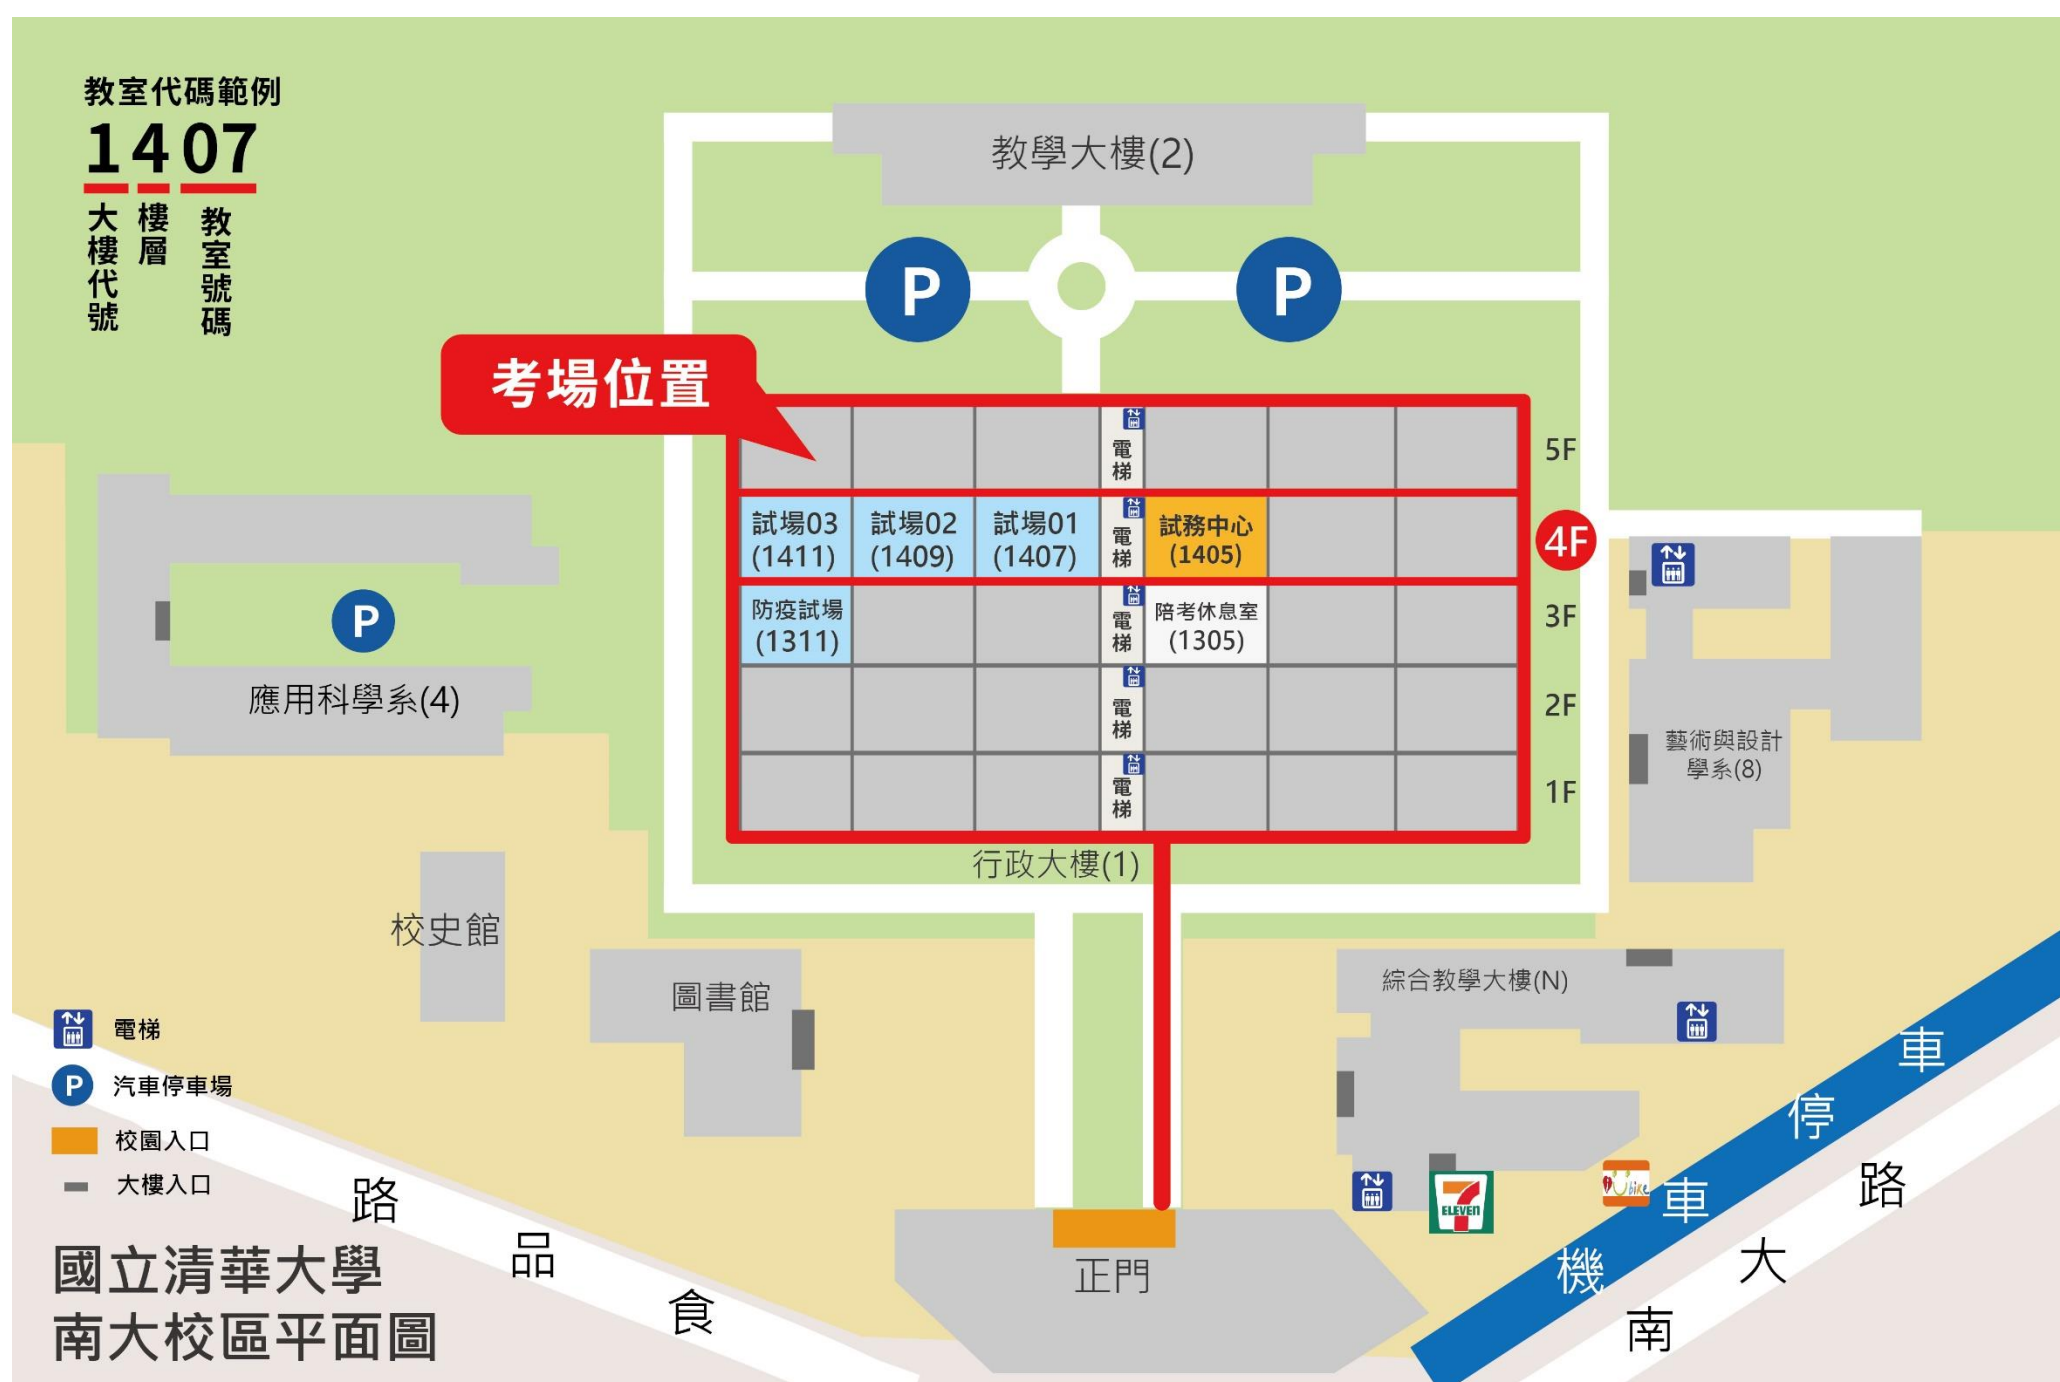 教室代碼範例
1407
大樓代號
樓層
教室號碼
教學大樓(2)
P
P
考場位置
電梯
5F
試場03
(1411)
試場02
(1409)
試場01
(1407)
電梯
試務中心
(1405)
4F
防疫試場
(1311)
電梯
陪考休息室
(1305)
3F
電梯
2F
電梯
1F
行政大樓(1)
P
應用科學系(4)
藝術與設計
學系(8)
校史館
圖書館
綜合教學大樓(N)
電梯
P 汽車停車場
校園入口
大樓入口
路品食
正門
7
ELEVEN
Ubike
車停車機
路大南
國立清華大學
南大校區平面圖